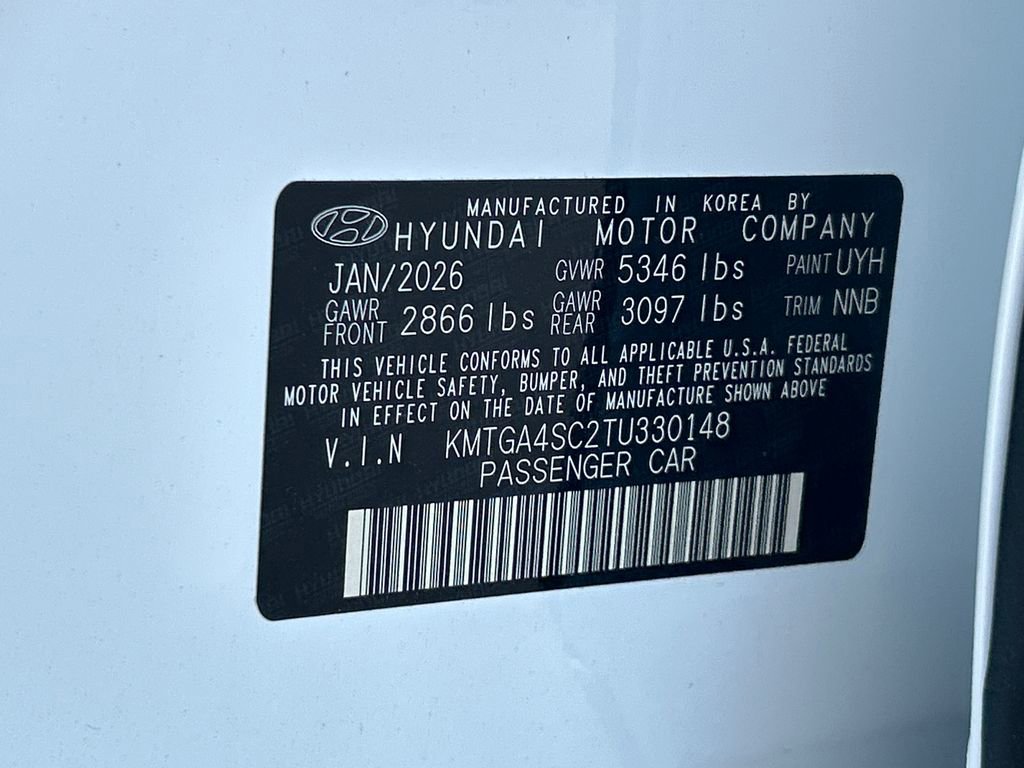 MANUFACTURED IN KOREA BY
HYUNDAI MOTOR COMPANY
JAN/2026 GVWR 5346 lbs PAINT UYH
GAWR FRONT 2866 lbs GAWR REAR 3097 lbs TRIM NNB
THIS VEHICLE CONFORMS TO ALL APPLICABLE U.S.A. FEDERAL
MOTOR VEHICLE SAFETY, BUMPER, AND THEFT PREVENTION STANDARDS
IN EFFECT ON THE DATE OF MANUFACTURE SHOWN ABOVE
V.I.N KMTGA4SC2TU330148
PASSENGER CAR